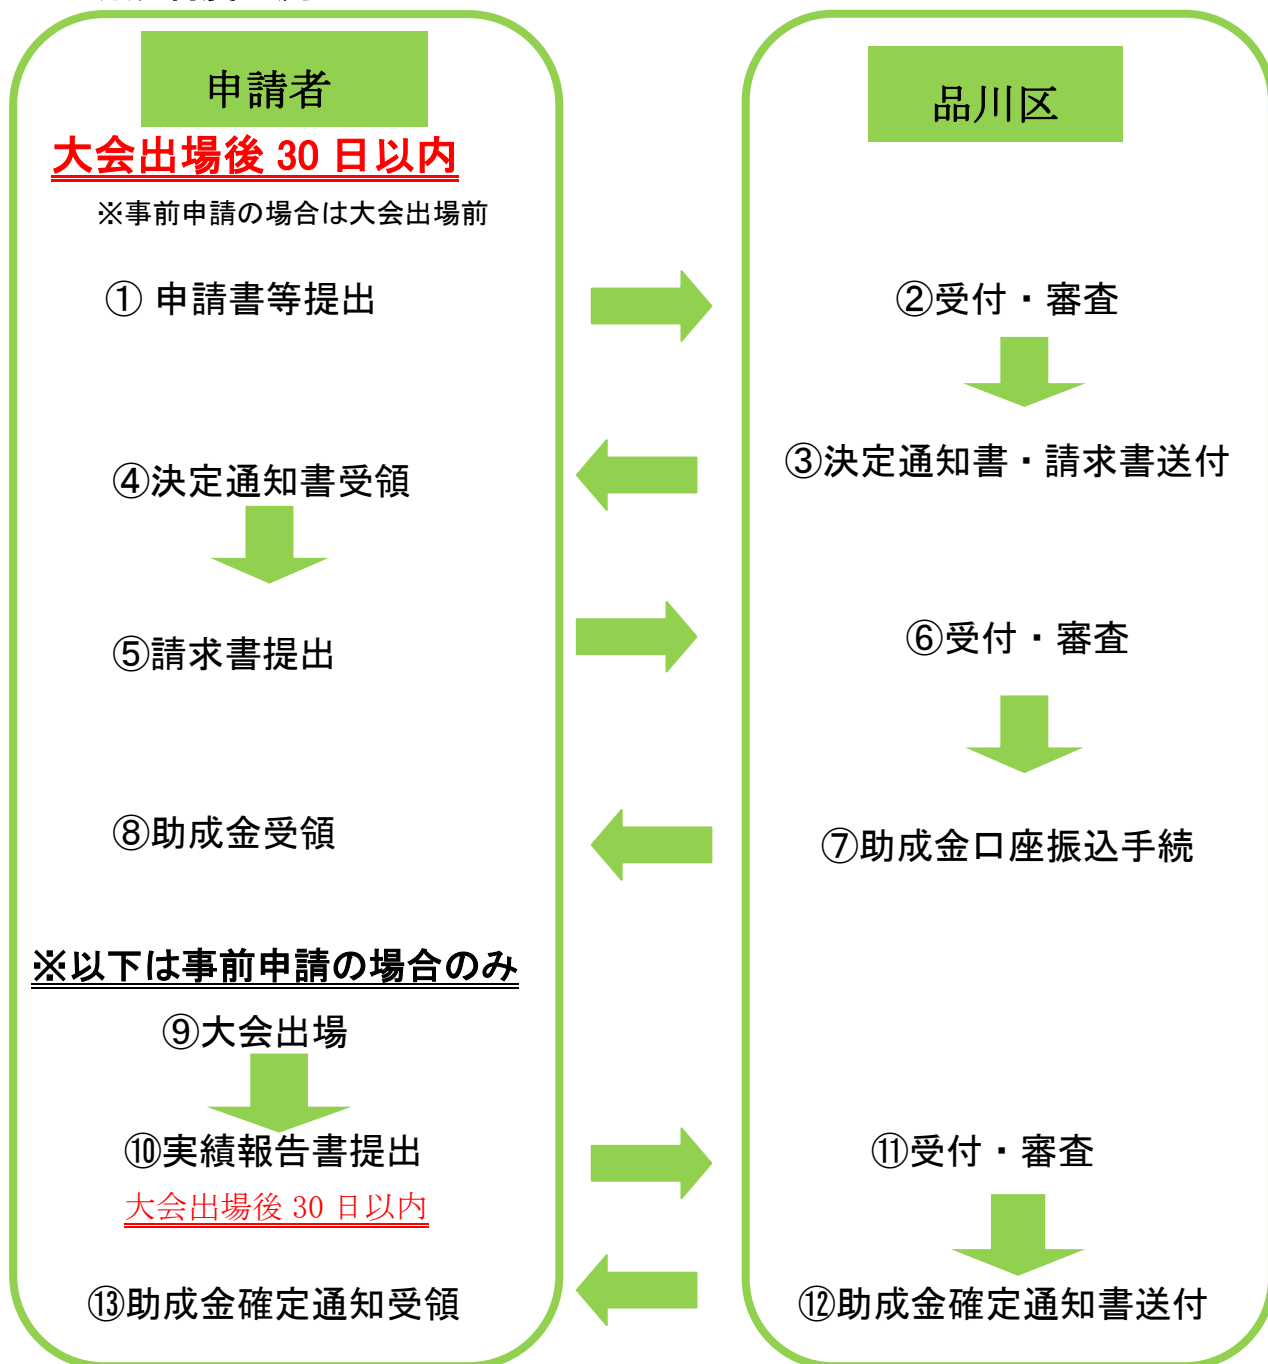 申請者
品川区
大会出場後 30 日以内
※事前申請の場合は大会出場前
① 申請書等提出
②受付・審査
③決定通知書・請求書送付
④決定通知書受領
⑤請求書提出
⑥受付・審査
⑦助成金口座振込手続
⑧助成金受領
※以下は事前申請の場合のみ
⑨大会出場
⑩実績報告書提出
大会出場後 30 日以内
⑪受付・審査
⑫助成金確定通知書送付
⑬助成金確定通知受領